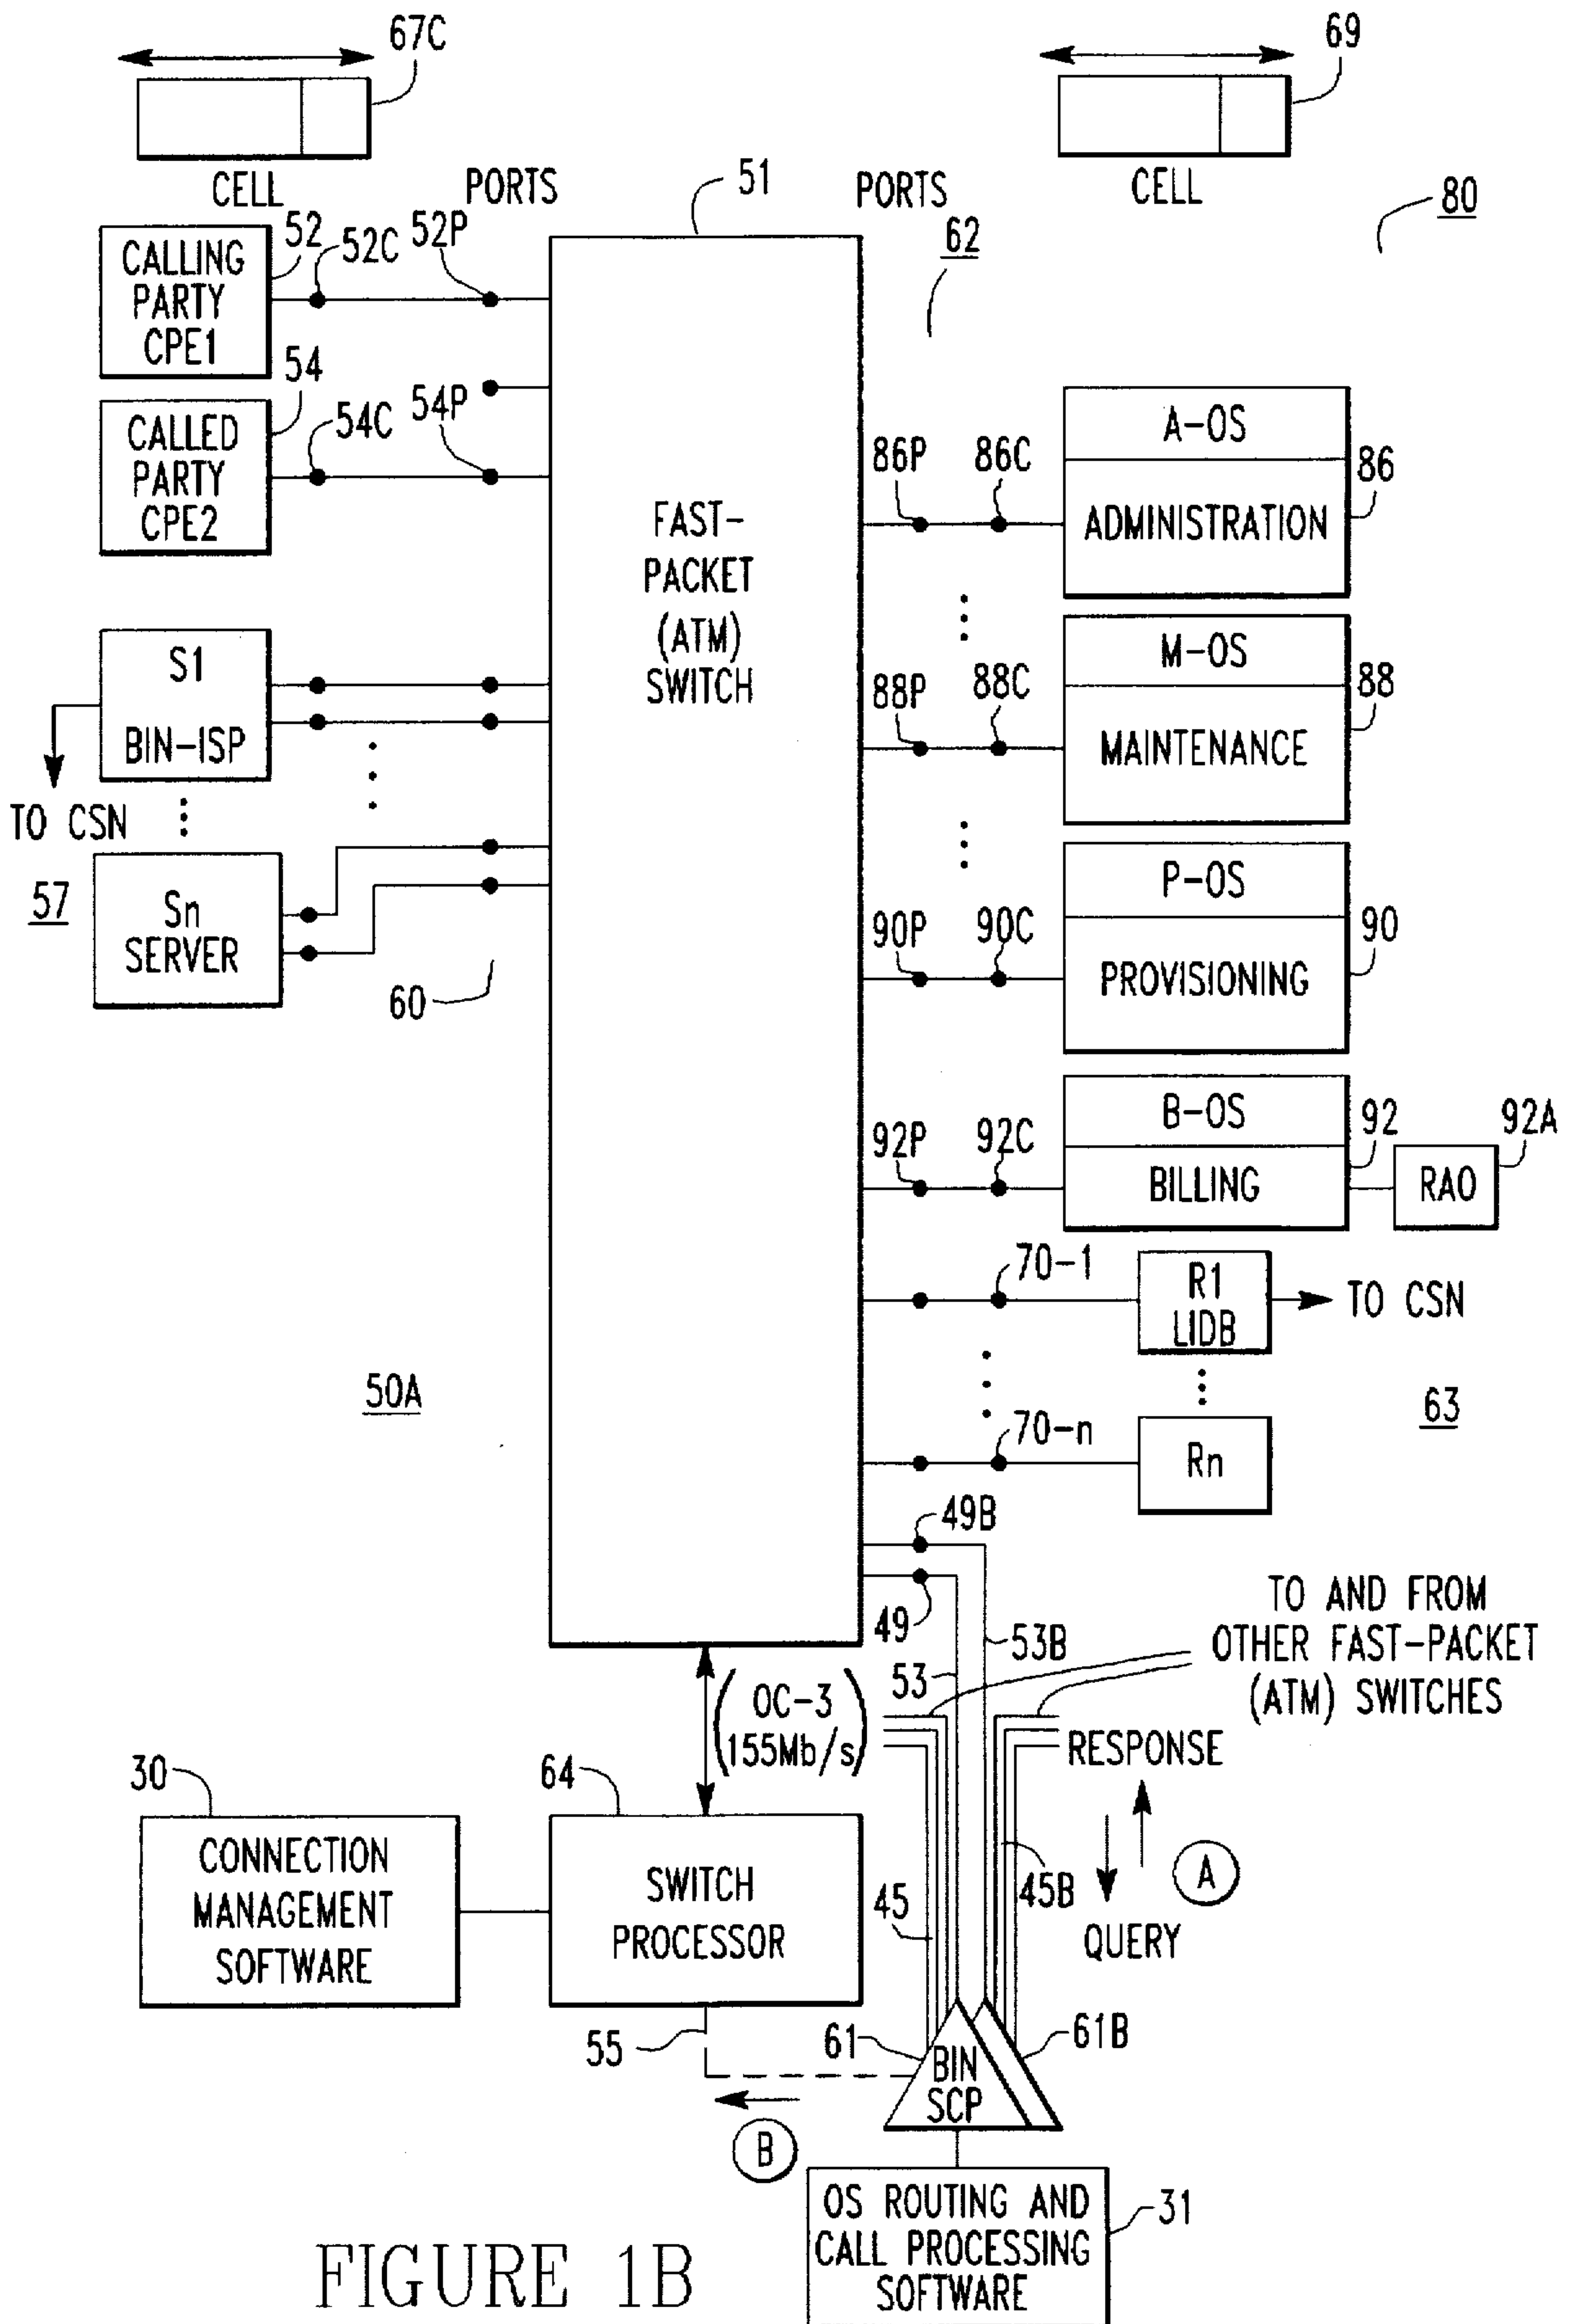 67C
69
CELL
PORTS
51
PORTS
CELL
80
52
52C
52P
62
CALLING
PARTY
CPE1
54
54C
54P
CALLED
PARTY
CPE2
FAST-
PACKET
(ATM)
SWITCH
86P
86C
A-OS
86
ADMINISTRATION
S1
BIN-ISP
TO CSN
88P
88C
M-OS
88
MAINTENANCE
57
Sn
SERVER
60
90P
90C
P-OS
90
PROVISIONING
92P
92C
B-OS
92
92A
BILLING
RAO
70-1
R1
LIDB
TO CSN
50A
63
70-n
Rn
49B
49
TO AND FROM
OTHER FAST-PACKET
(ATM) SWITCHES
53B
53
(OC-3
155Mb/s)
RESPONSE
30
64
CONNECTION
MANAGEMENT
SOFTWARE
SWITCH
PROCESSOR
45
45B
A
QUERY
55
61
61B
BIN
SCP
B
OS ROUTING AND
CALL PROCESSING
SOFTWARE
31
FIGURE 1B